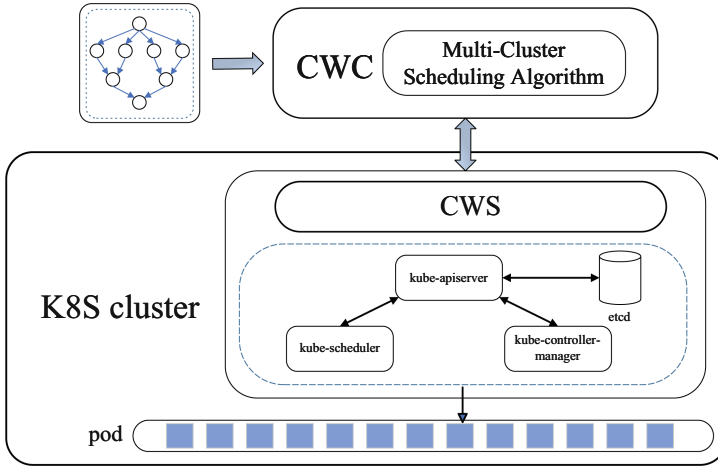 CWC
Multi-Cluster
Scheduling Algorithm
CWS
K8S cluster
kube-apiserver
etcd
kube-scheduler
kube-controller-
manager
pod